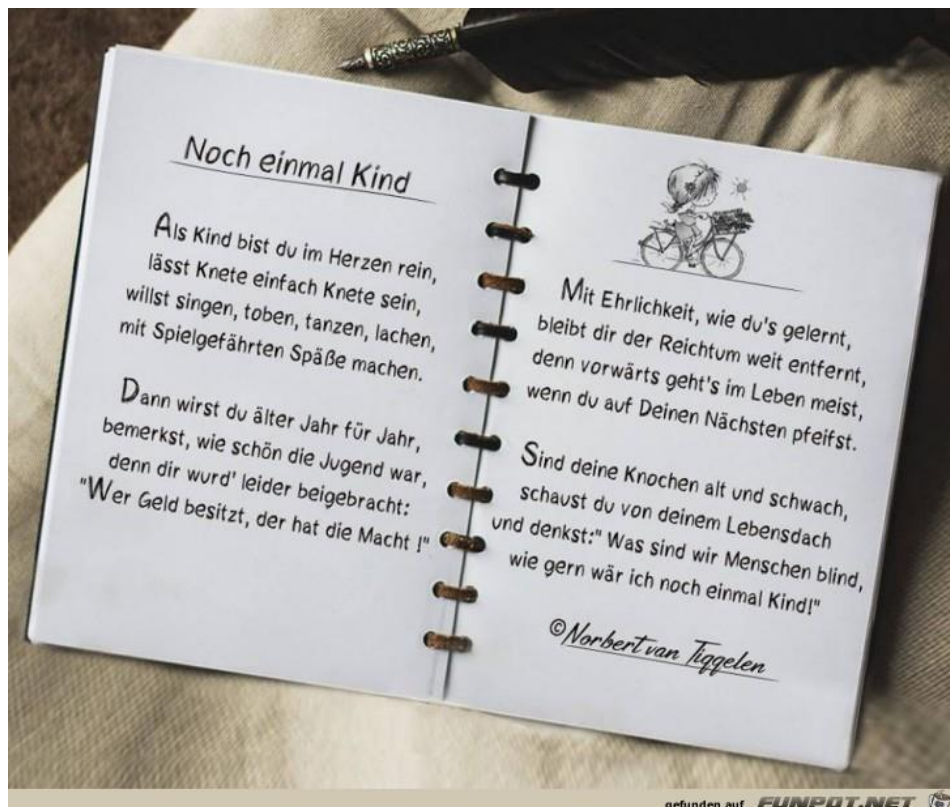 Noch einmal Kind
Als Kind bist du im Herzen rein,
lässt Knete einfach Knete sein,
willst singen, toben, tanzen, lachen,
mit Spielgefährten Späße machen.
Dann wirst du älter Jahr für Jahr,
bemerkst, wie schön die Jugend war,
denn dir wurd' leider beigebracht:
"Wer Geld besitzt, der hat die Macht !"
Mit Ehrlichkeit, wie du's gelernt,
bleibt dir der Reichtum weit entfernt,
denn vorwärts geht's im Leben meist,
wenn du auf Deinen Nächsten pfeifst.
Sind deine Knochen alt und schwach,
schaust du von deinem Lebensdach
und denkst:" Was sind wir Menschen blind,
wie gern wär ich noch einmal Kind!"
©Norbert van Tiggelen
gefunden auf FUNPOT.NET